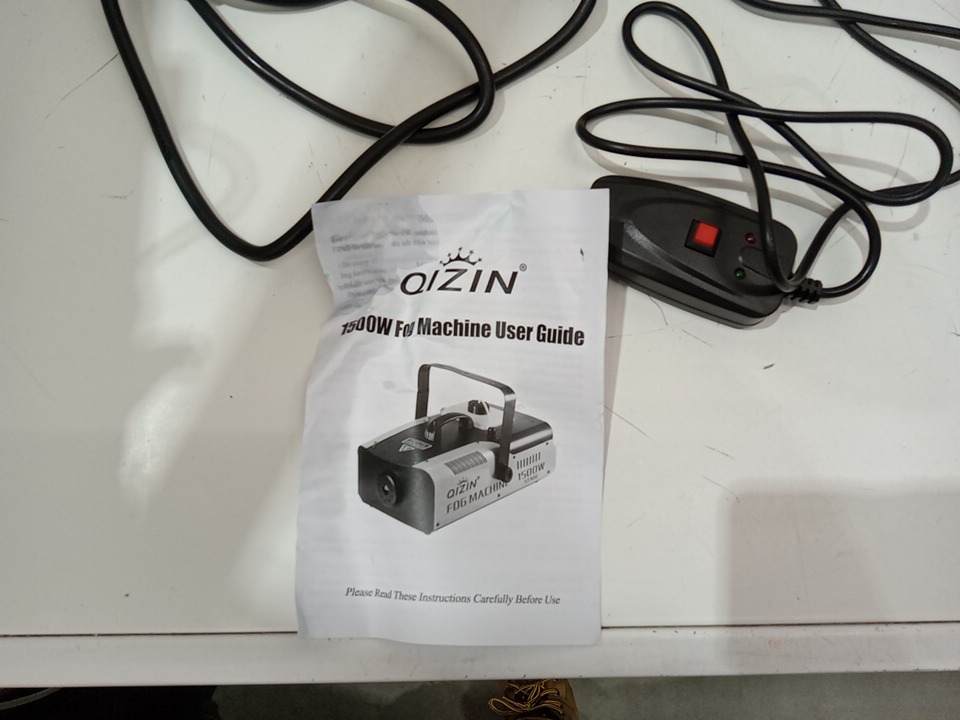 QIZIN®
1500W Fog Machine User Guide
QIZIN
FOG MACHINE
1500W
Please Read These Instructions Carefully Before Use